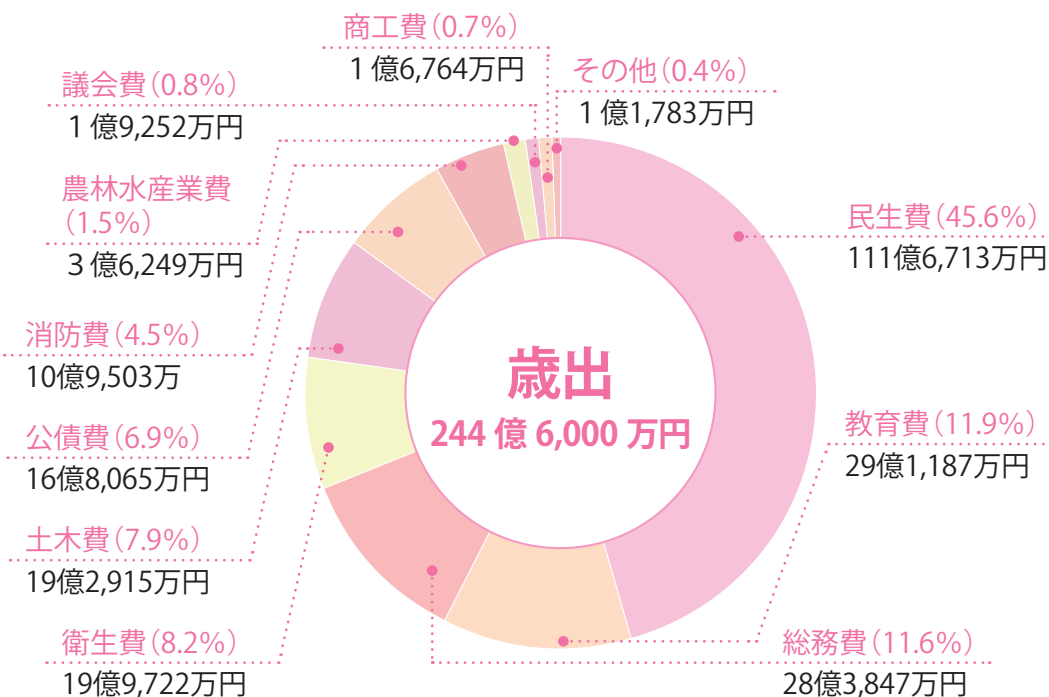 商工費（0.7%）
1億6,764万円
その他（0.4%）
1億1,783万円
議会費（0.8%）
1億9,252万円
農林水産業費
（1.5%）
3億6,249万円
民生費（45.6%）
111億6,713万円
消防費（4.5%）
10億9,503万
歳出
244 億 6,000 万円
教育費（11.9%）
29億1,187万円
公債費（6.9%）
16億8,065万円
土木費（7.9%）
19億2,915万円
衛生費（8.2%）
19億9,722万円
総務費（11.6%）
28億3,847万円